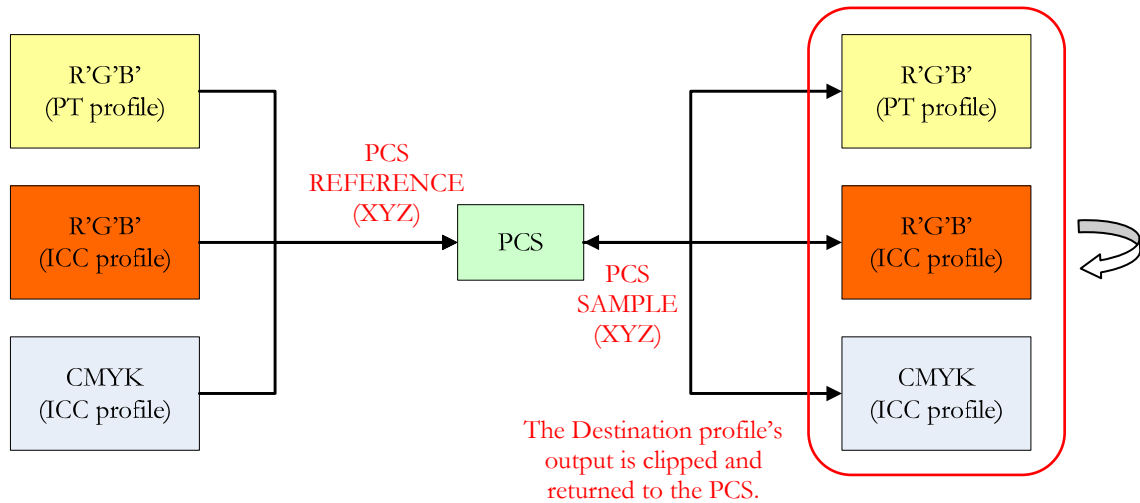 R’G’B’
(PT profile)
R’G’B’
(ICC profile)
CMYK
(ICC profile)
PCS
REFERENCE
(XYZ)
PCS
PCS
SAMPLE
(XYZ)
R’G’B’
(PT profile)
R’G’B’
(ICC profile)
CMYK
(ICC profile)
The Destination profile’s
output is clipped and
returned to the PCS.